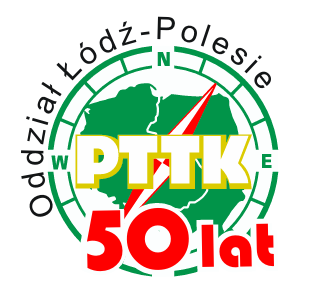 Oddział Łódź-Polesie
N
W
E
PTTK
50 lat